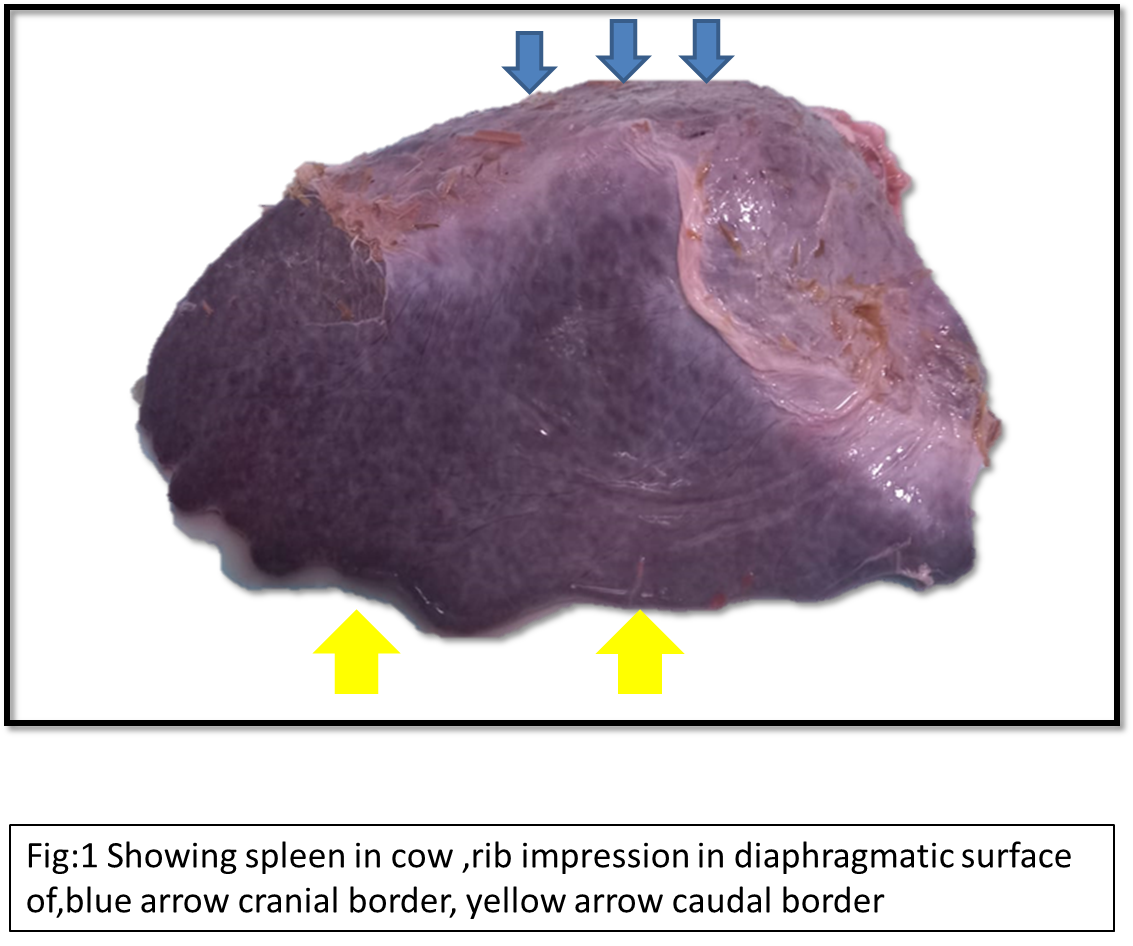 Fig:1 Showing spleen in cow ,rib impression in diaphragmatic surface
of,blue arrow cranial border, yellow arrow caudal border